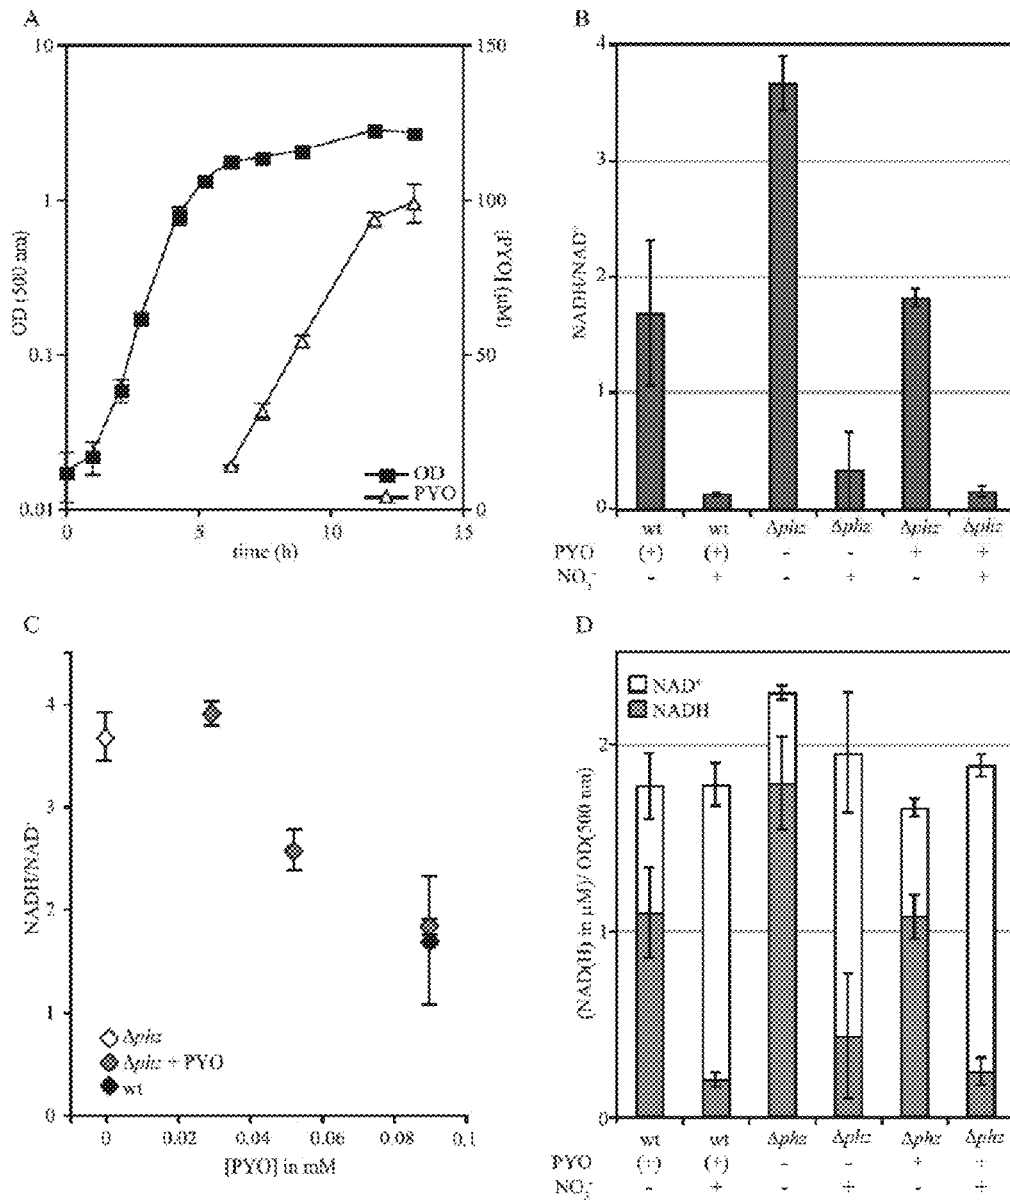 A
10
1
0.1
0.01
OD (500 nm)
150
100
50
0
[PYO] (µM)
OD
PYO
0 5 10 15
time (h)
B
4
3
2
1
0
NADH/NAD⁺
wt wt Δphz Δphz Δphz Δphz
PYO (+) (+) - - + +
NO₃⁻ - + - + - +
C
4
3
2
1
0
NADH/NAD⁺
Δphz
Δphz + PYO
wt
0 0.02 0.04 0.06 0.08 0.1
[PYO] in mM
D
NAD⁺
NADH
2
1
0
(NAD(H) in µM)/ OD(500 nm)
wt wt Δphz Δphz Δphz Δphz
PYO (+) (+) - - + +
NO₃⁻ - + - + - +